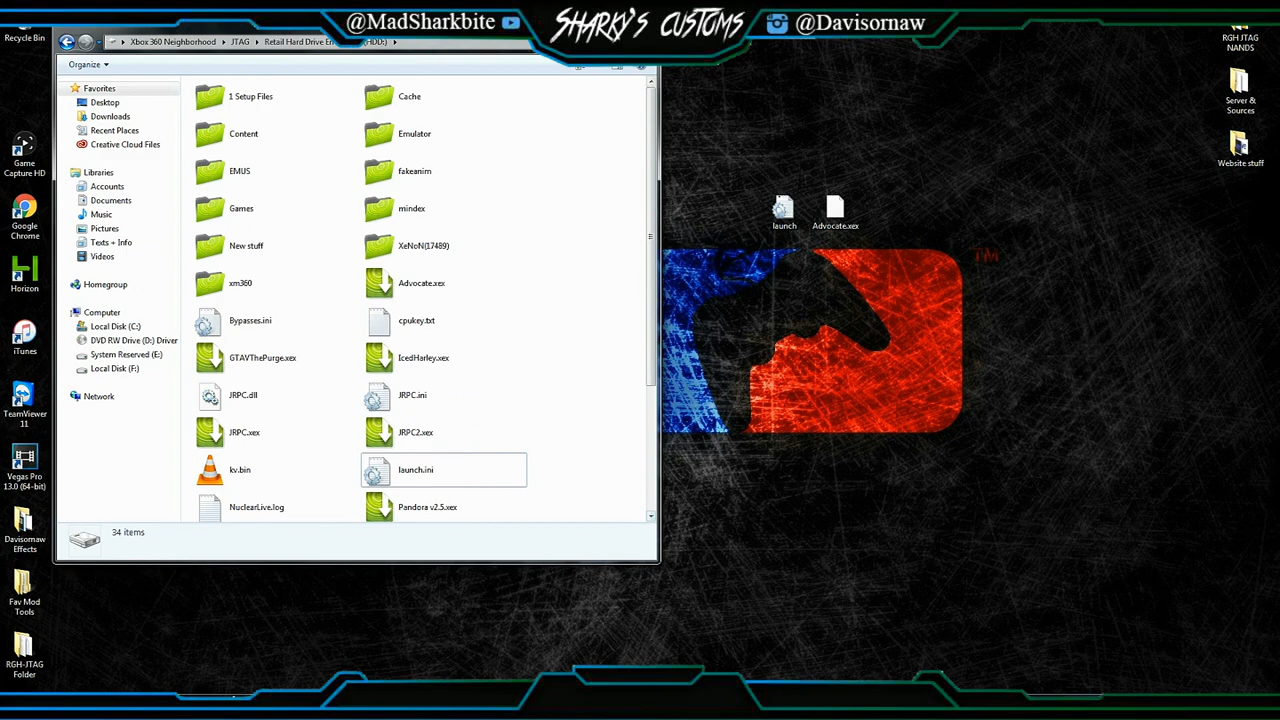 @MadSharkbite
SHARKY'S CUSTOMS
@Davisornaw
Recycle Bin
Xbox 360 Neighborhood
JTAG
Retail Hard Drive
(HDD:)
RGH JTAG
NANDS
Organize
Favorites
Desktop
Downloads
Recent Places
Creative Cloud Files
Libraries
Accounts
Documents
Music
Pictures
Texts + Info
Videos
Homegroup
Computer
Local Disk (C:)
DVD RW Drive (D:) Driver
System Reserved (E:)
Local Disk (F:)
Network
1 Setup Files
Cache
Content
Emulator
EMUS
fakeanim
Games
mindex
New stuff
XeNoN(17489)
xm360
Advocate.xex
Bypasses.ini
cpukey.txt
GTAVThePurge.xex
IcedHarley.xex
JRPC.dll
JRPC.ini
JRPC.xex
JRPC2.xex
kv.bin
launch.ini
NuclearLive.log
Pandora v2.5.xex
34 items
Game
Capture HD
Google
Chrome
Horizon
iTunes
TeamViewer
11
Vegas Pro
13.0 (64-bit)
Davisornaw
Effects
Fav Mod
Tools
RGH-JTAG
Folder
launch
Advocate.xex
TM
Server &
Sources
Website stuff